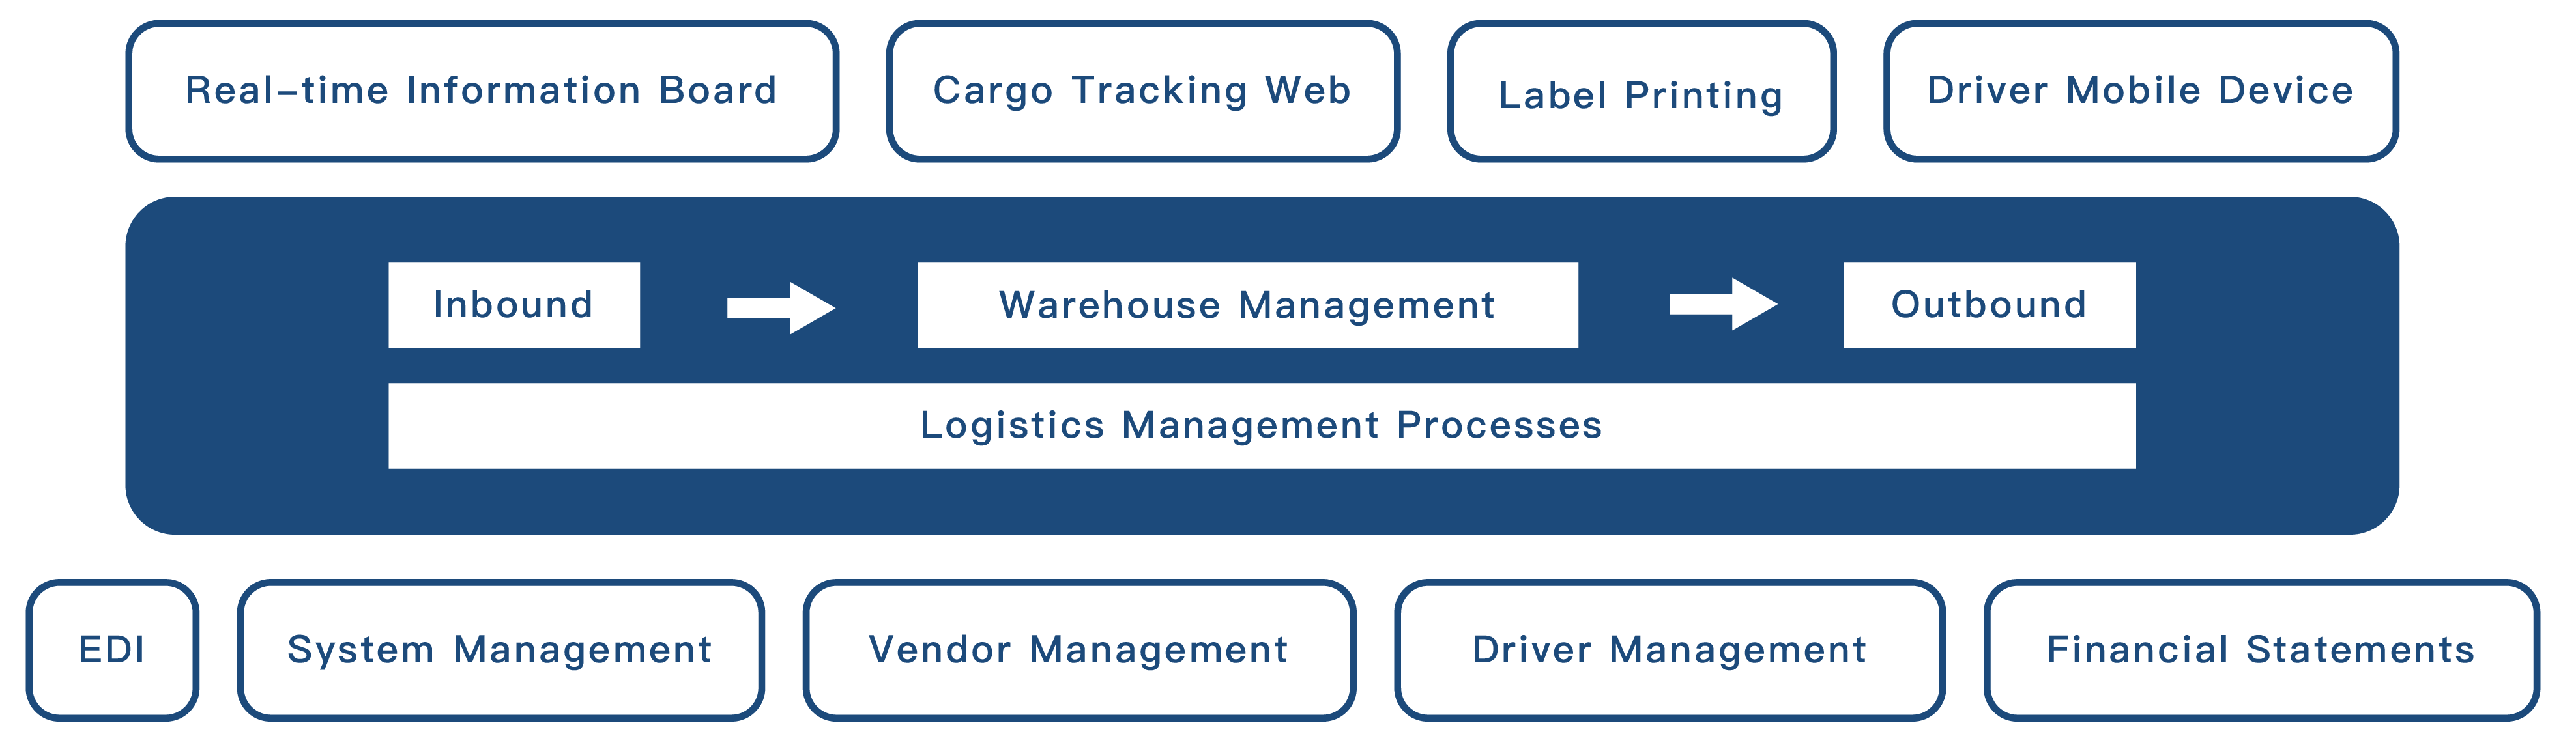 Real-time Information Board
Cargo Tracking Web
Label Printing
Driver Mobile Device
Inbound
Warehouse Management
Outbound
Logistics Management Processes
EDI
System Management
Vendor Management
Driver Management
Financial Statements